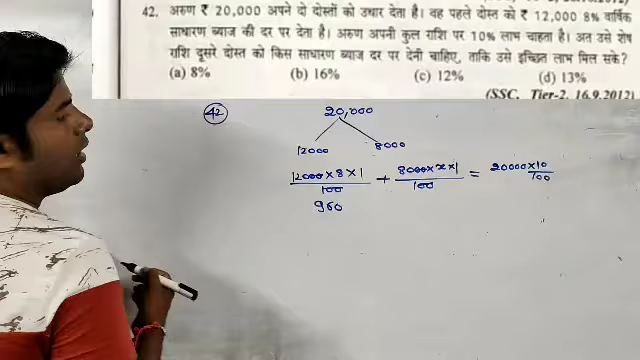 42. अरुण ₹ 20,000 अपने दो दोस्तों को उधार देता है। वह पहले दोस्त को ₹ 12,000 8% वार्षिक
साधारण ब्याज की दर पर देता है। अरुण अपनी कुल राशि पर 10% लाभ चाहता है। अत उसे शेष
राशि दूसरे दोस्त को किस साधारण ब्याज दर पर देनी चाहिए, ताकि उसे इच्छित लाभ मिल सके?
(a) 8% (b) 16% (c) 12% (d) 13%
(SSC, Tier-2, 16.9.2012)
42 20,000
12000 8000
12000 × 8 × 1 / 100 + 8000 × x × 1 / 100 = 20000 × 10 / 100
960